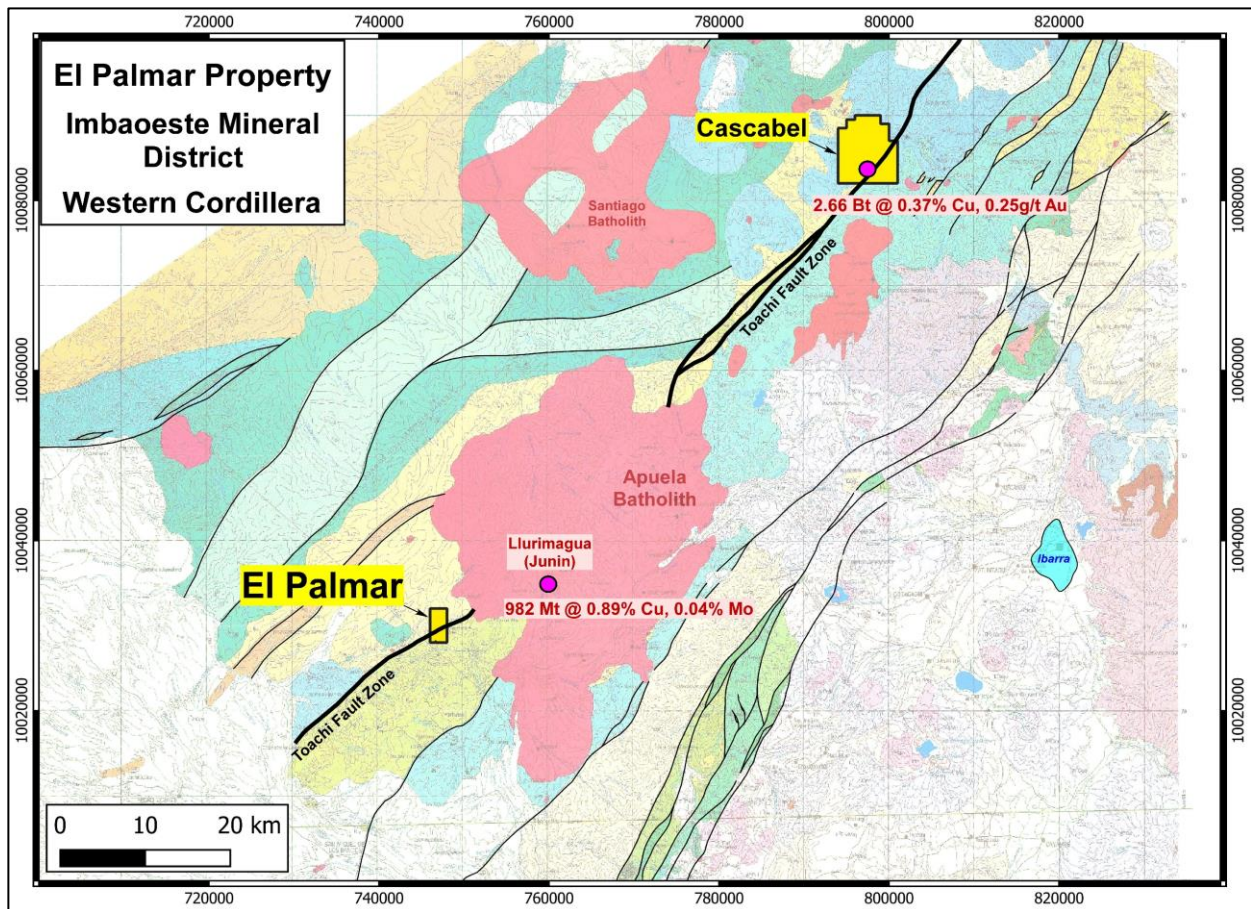 720000 740000 760000 780000 800000 820000
El Palmar Property
Imbaoeste Mineral
District
Western Cordillera
Cascabel
2.66 Bt @ 0.37% Cu, 0.25g/t Au
Santiago
Batholith
Toachi Fault Zone
Apuela
Batholith
Llurimagua
(Junin)
982 Mt @ 0.89% Cu, 0.04% Mo
El Palmar
Toachi Fault Zone
Ibarra
0 10 20 km
10080000
10060000
10040000
10020000
10080000
10060000
10040000
10020000
720000 740000 760000 780000 800000 820000